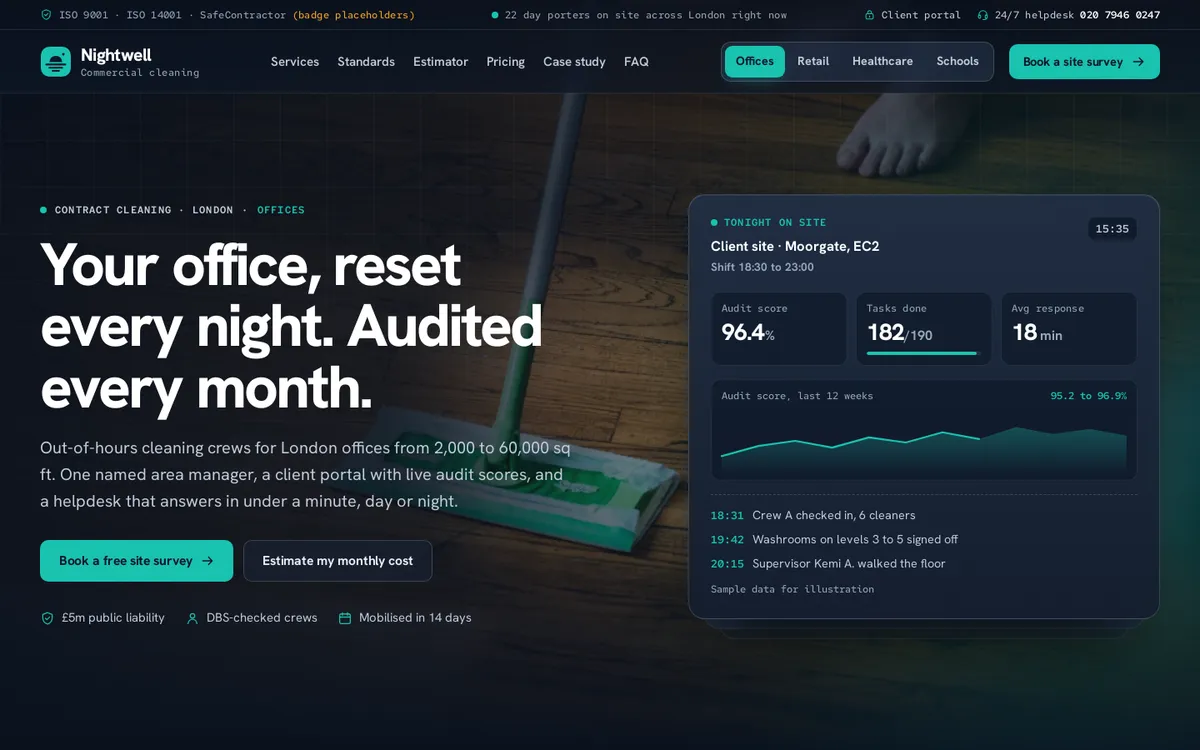 ISO 9001 · ISO 14001 · SafeContractor (badge placeholders)
22 day porters on site across London right now
Client portal
24/7 helpdesk 020 7946 0247
Nightwell
Commercial cleaning
Services
Standards
Estimator
Pricing
Case study
FAQ
Offices
Retail
Healthcare
Schools
Book a site survey →
CONTRACT CLEANING · LONDON · OFFICES
Your office, reset
every night. Audited
every month.
Out-of-hours cleaning crews for London offices from 2,000 to 60,000 sq
ft. One named area manager, a client portal with live audit scores, and
a helpdesk that answers in under a minute, day or night.
Book a free site survey →
Estimate my monthly cost
£5m public liability
DBS-checked crews
Mobilised in 14 days
TONIGHT ON SITE
15:35
Client site · Moorgate, EC2
Shift 18:30 to 23:00
Audit score
96.4%
Tasks done
182/190
Avg response
18 min
Audit score, last 12 weeks
95.2 to 96.9%
18:31 Crew A checked in, 6 cleaners
19:42 Washrooms on levels 3 to 5 signed off
20:15 Supervisor Kemi A. walked the floor
Sample data for illustration